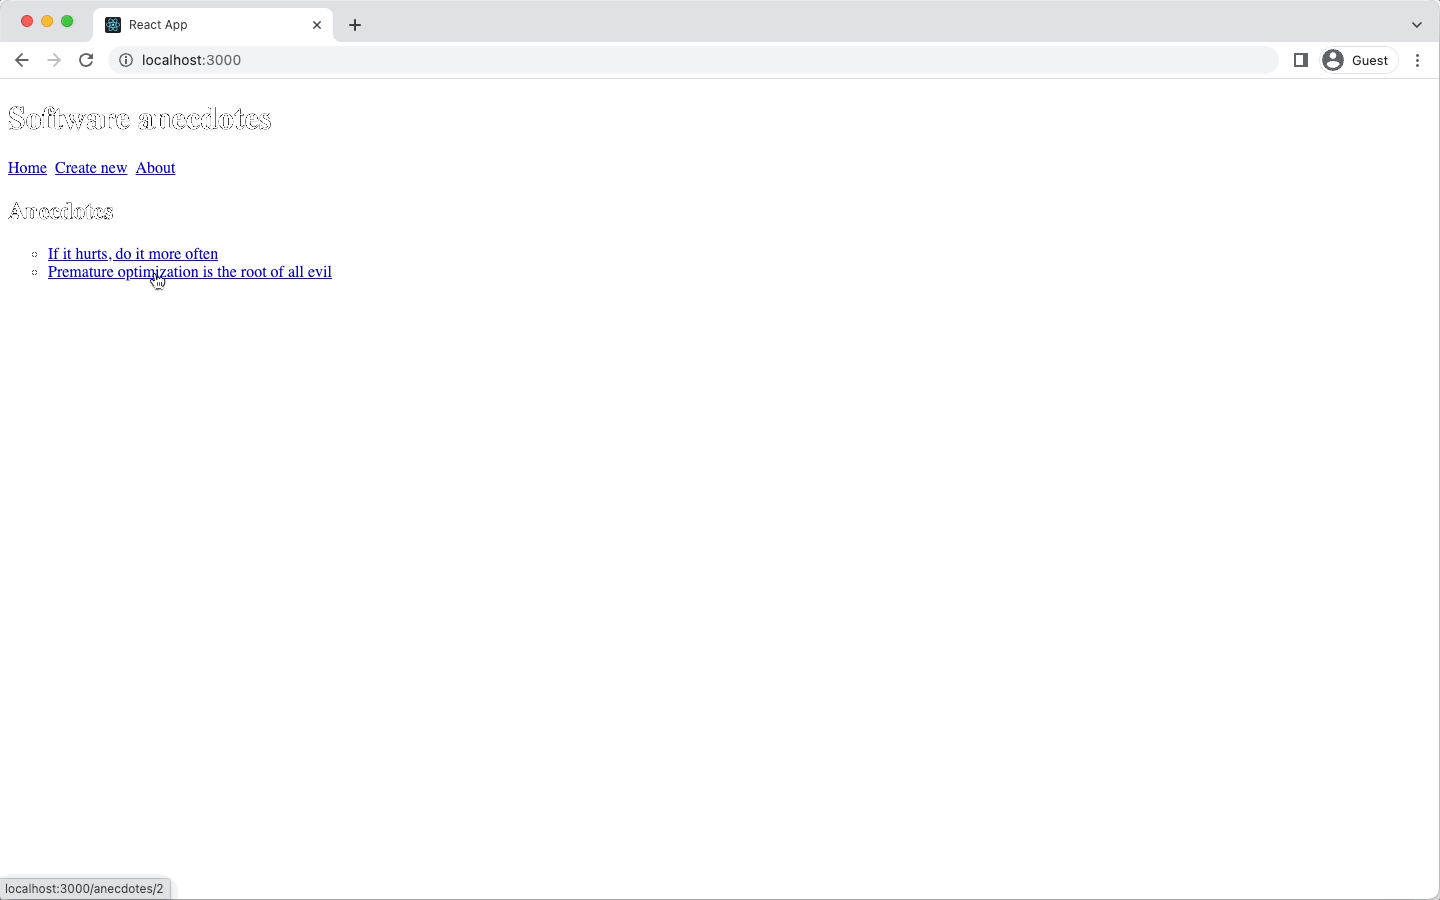 React App
localhost:3000
Guest
Software anecdotes
Home Create new About
Anecdotes
If it hurts, do it more often
Premature optimization is the root of all evil
localhost:3000/anecdotes/2